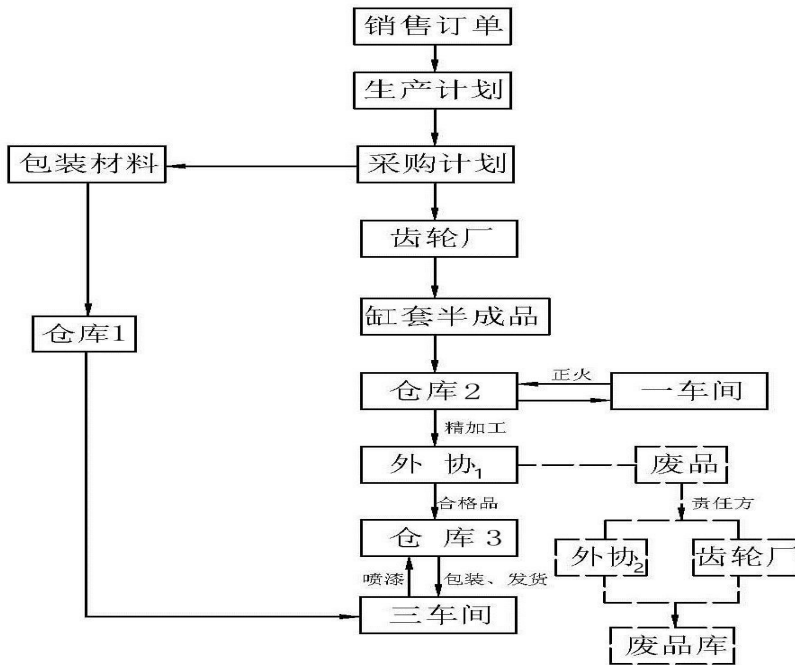 销售订单
生产计划
包装材料
采购计划
齿轮厂
缸套半成品
仓库1
仓库2
正火
一车间
精加工
外 协1
废品
合格品
责任方
仓 库 3
外协2
齿轮厂
喷漆
包装、发货
三车间
废品库